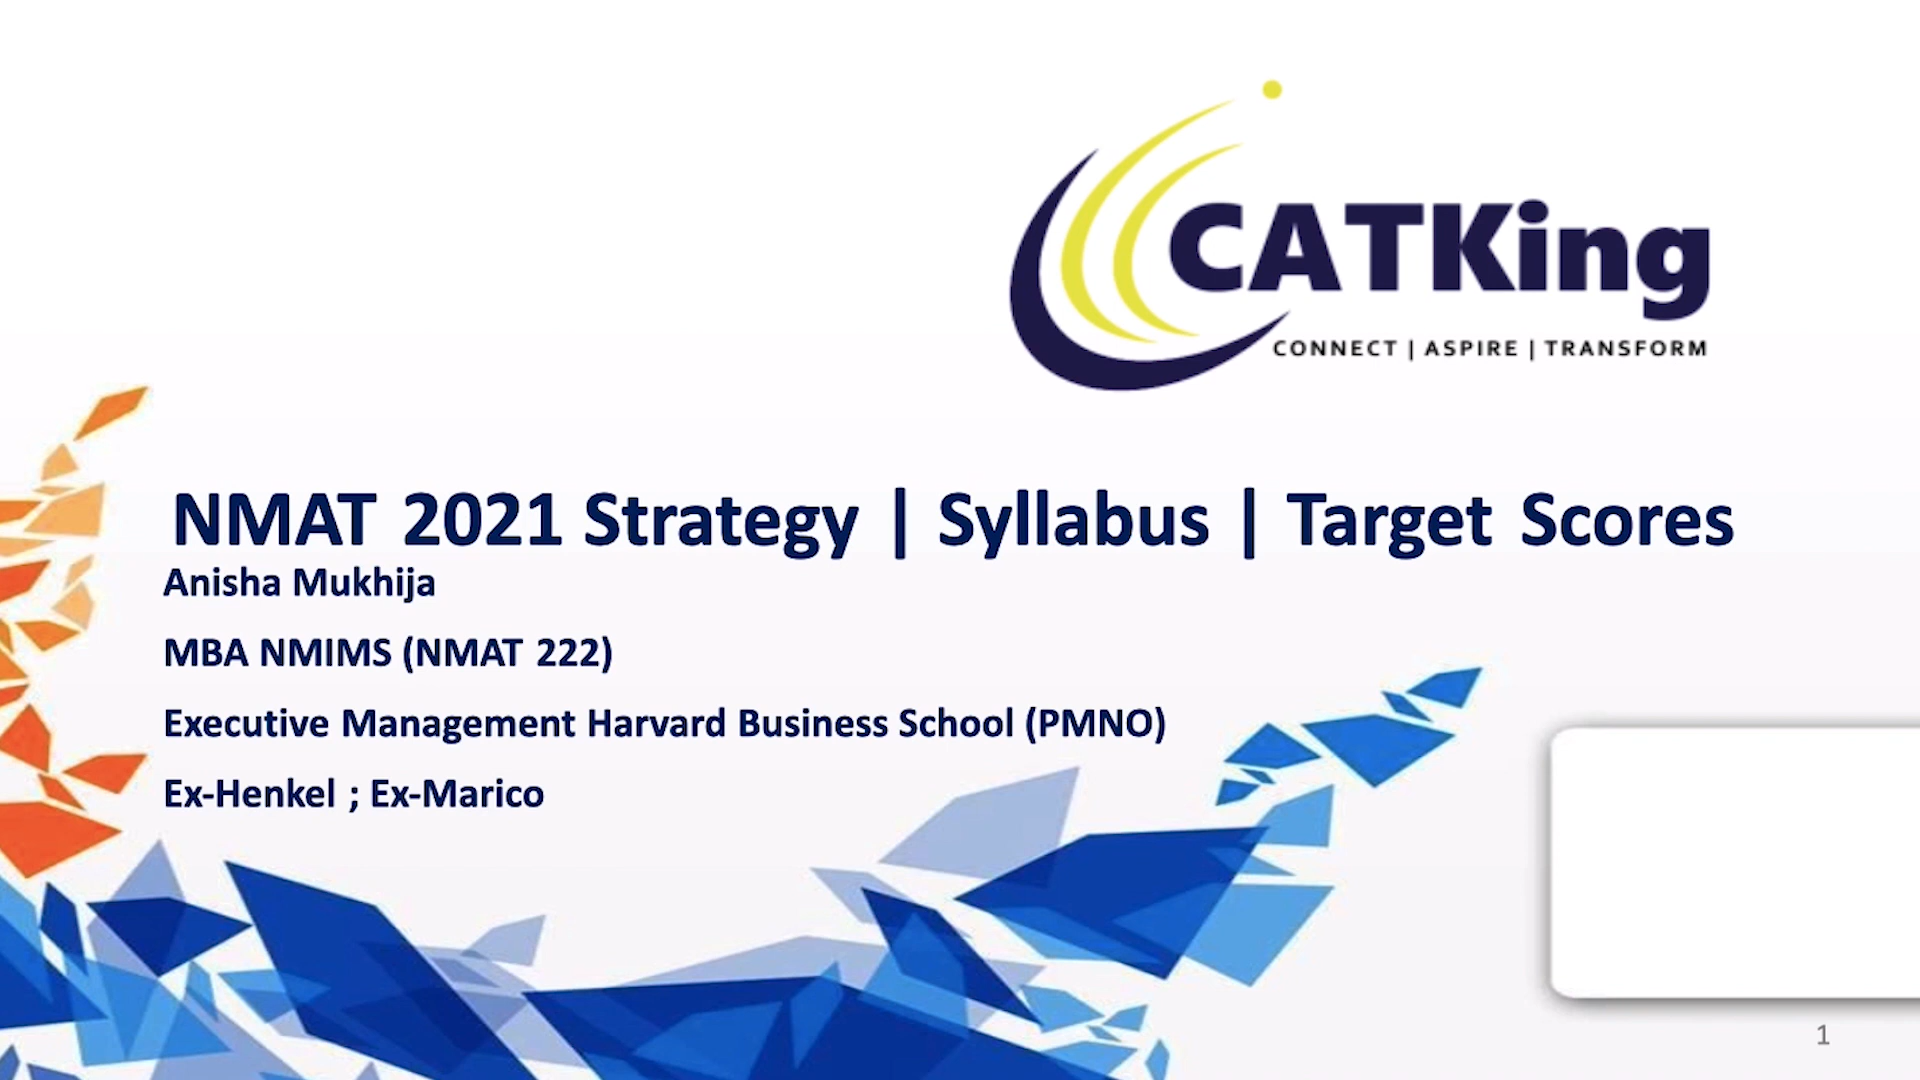 CATKing
CONNECT | ASPIRE | TRANSFORM
NMAT 2021 Strategy | Syllabus | Target Scores
Anisha Mukhija
MBA NMIMS (NMAT 222)
Executive Management Harvard Business School (PMNO)
Ex-Henkel ; Ex-Marico
1